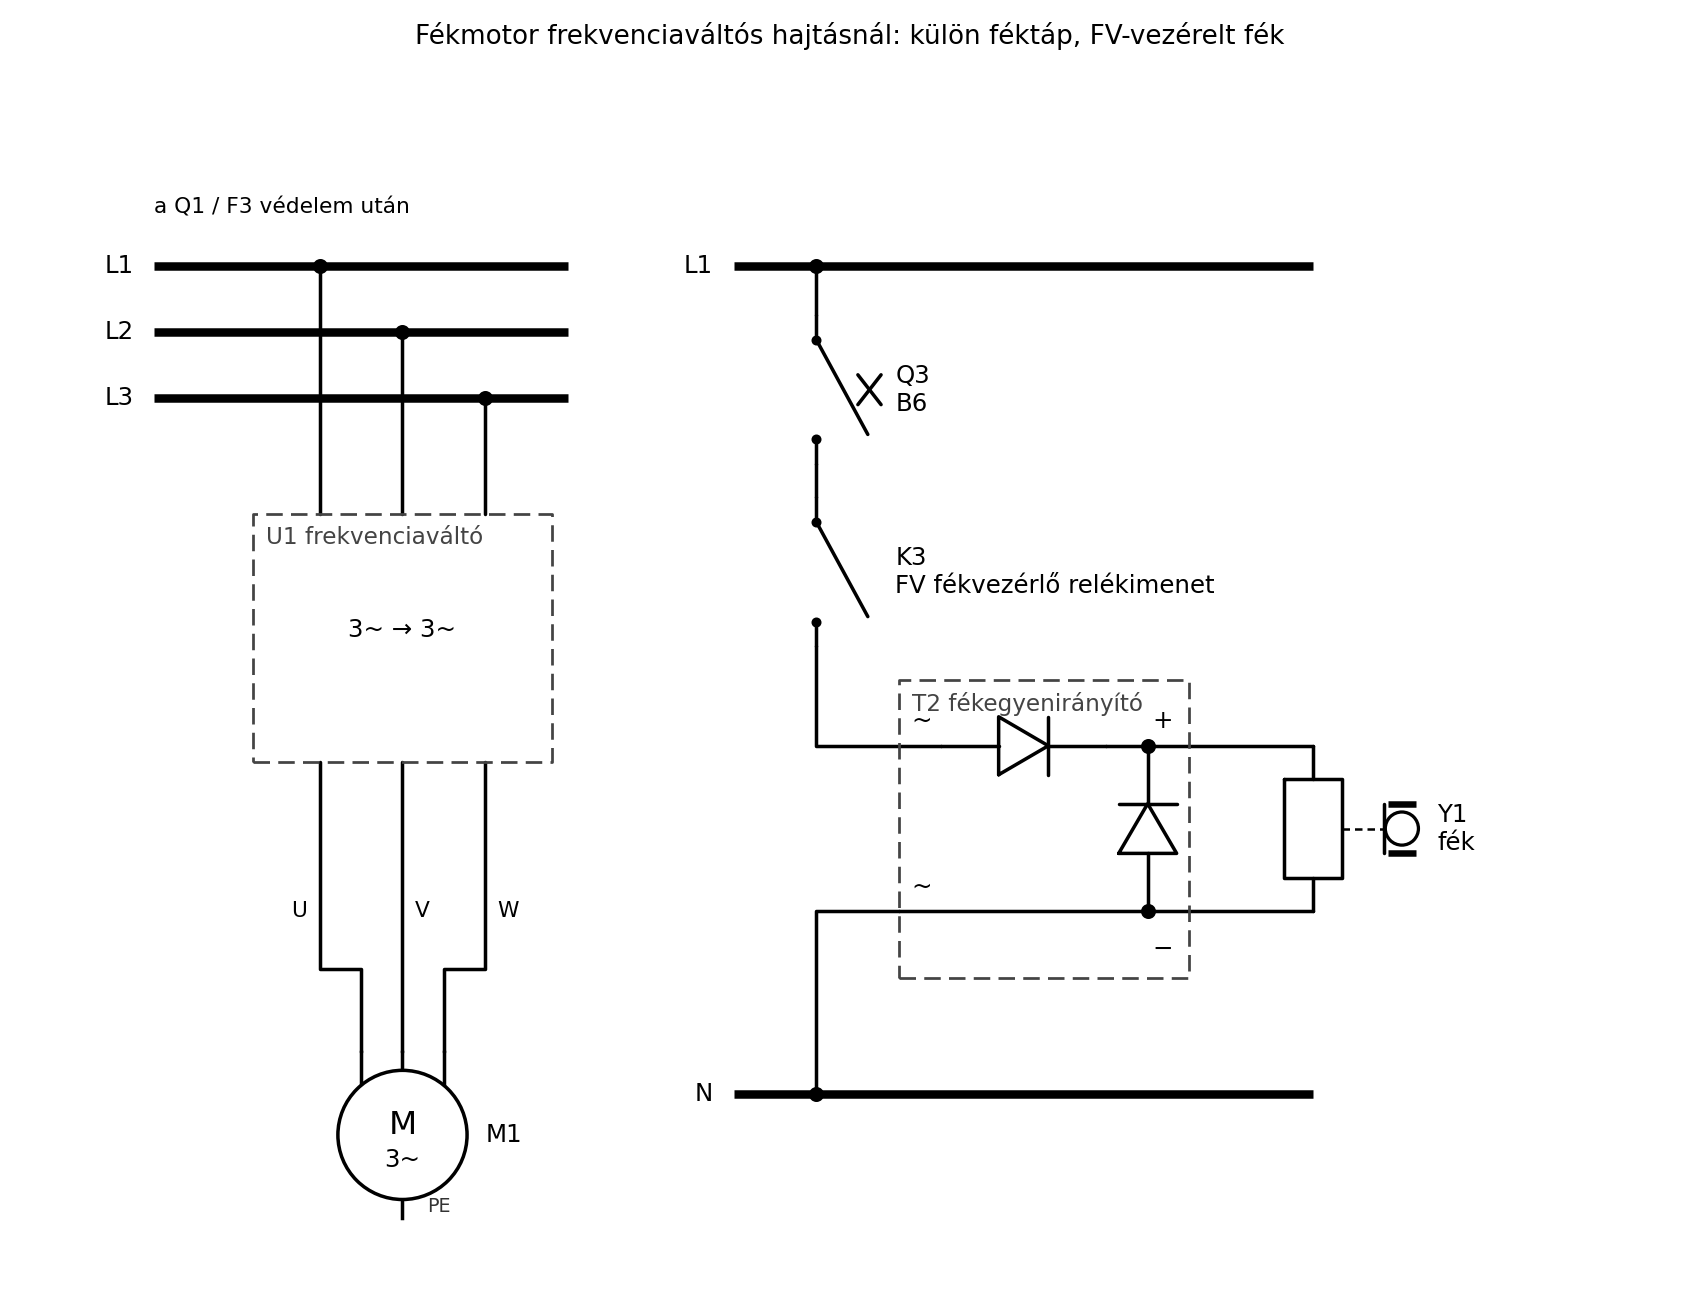 Fékmotor frekvenciaváltós hajtásnál: külön féktáp, FV-vezérelt fék
a Q1 / F3 védelem után
L1
L2
L3
U1 frekvenciaváltó
3~ → 3~
U
V
W
M
3~
M1
PE
L1
Q3
B6
K3
FV fékvezérlő relékimenet
T2 fékegyenirányító
~
+
~
−
Y1
fék
N